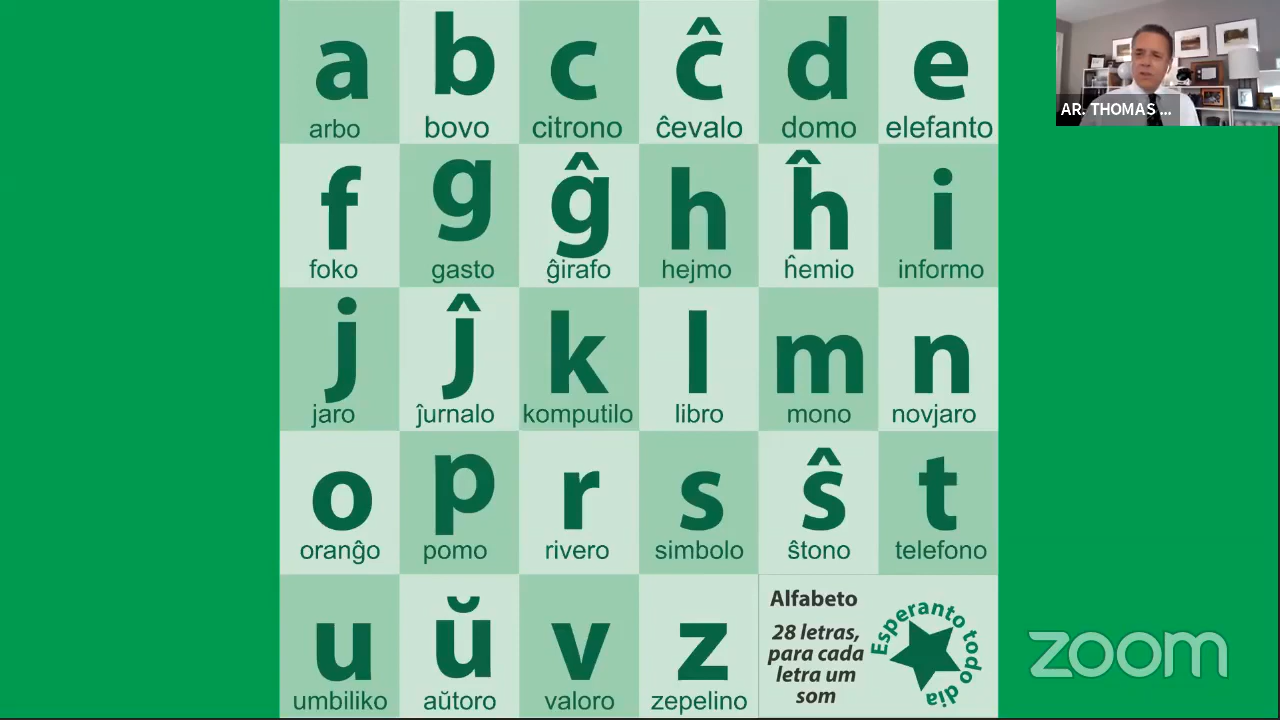 a b c ĉ d e
arbo bovo citrono ĉevalo domo elefanto
f g ĝ h ĥ i
foko gasto ĝirafo hejmo ĥemio informo
j ĵ k l m n
jaro ĵurnalo komputilo libro mono novjaro
o p r s ŝ t
oranĝo pomo rivero simbolo ŝtono telefono
u ŭ v z
umbiliko aŭtoro valoro zepelino
Alfabeto
28 letras,
para cada
letra um
som
Esperanto todo dia
AR. THOMAS ...
zoom